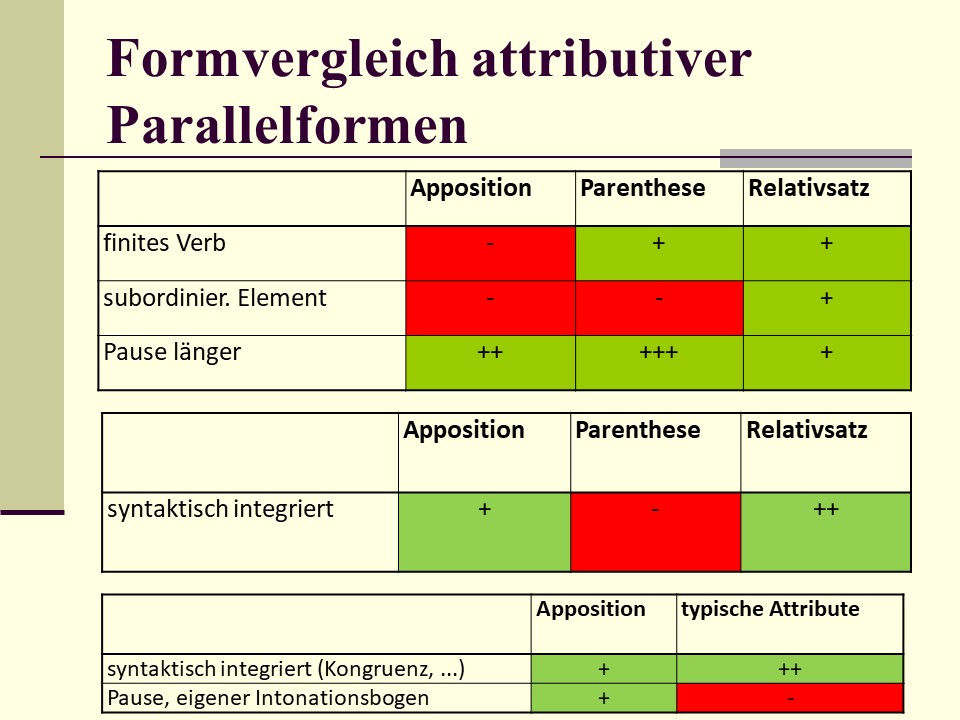 Formvergleich attributiver
Parallelformen
Apposition Parenthese Relativsatz
finites Verb - + +
subordinier. Element - - +
Pause länger ++ +++ +
Apposition Parenthese Relativsatz
syntaktisch integriert + - ++
Apposition typische Attribute
syntaktisch integriert (Kongruenz, ...) + ++
Pause, eigener Intonationsbogen + -